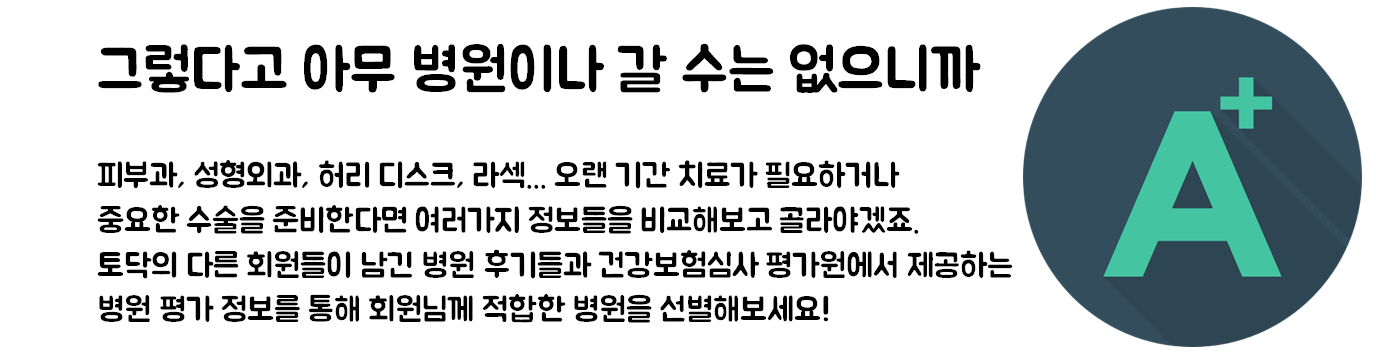 그렇다고 아무 병원이나 갈 수는 없으니까
피부과, 성형외과, 허리 디스크, 라섹... 오랜 기간 치료가 필요하거나
중요한 수술을 준비한다면 여러가지 정보들을 비교해보고 골라야겠죠.
토닥의 다른 회원들이 남긴 병원 후기들과 건강보험심사 평가원에서 제공하는
병원 평가 정보를 통해 회원님께 적합한 병원을 선별해보세요!
A+